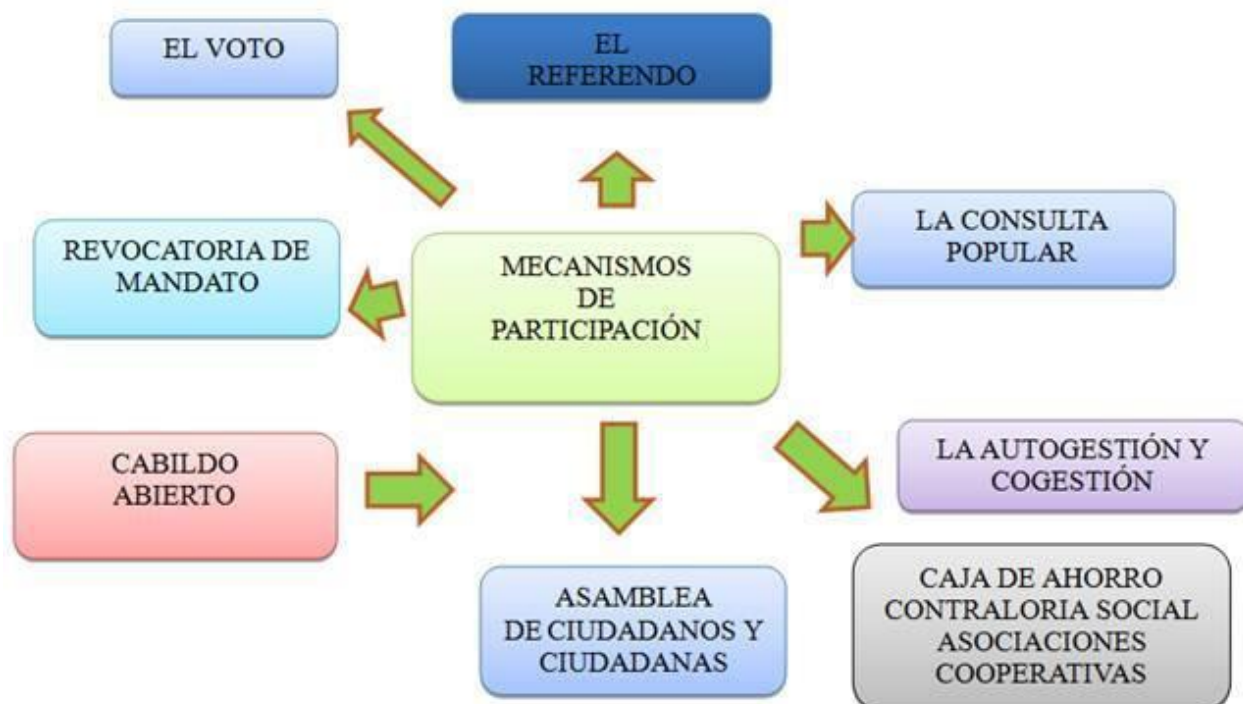 EL VOTO
EL
REFERENDO
REVOCATORIA DE
MANDATO
MECANISMOS
DE
PARTICIPACIÓN
LA CONSULTA
POPULAR
CABILDO
ABIERTO
LA AUTOGESTIÓN Y
COGESTIÓN
ASAMBLEA
DE CIUDADANOS Y
CIUDADANAS
CAJA DE AHORRO
CONTRALORIA SOCIAL
ASOCIACIONES
COOPERATIVAS